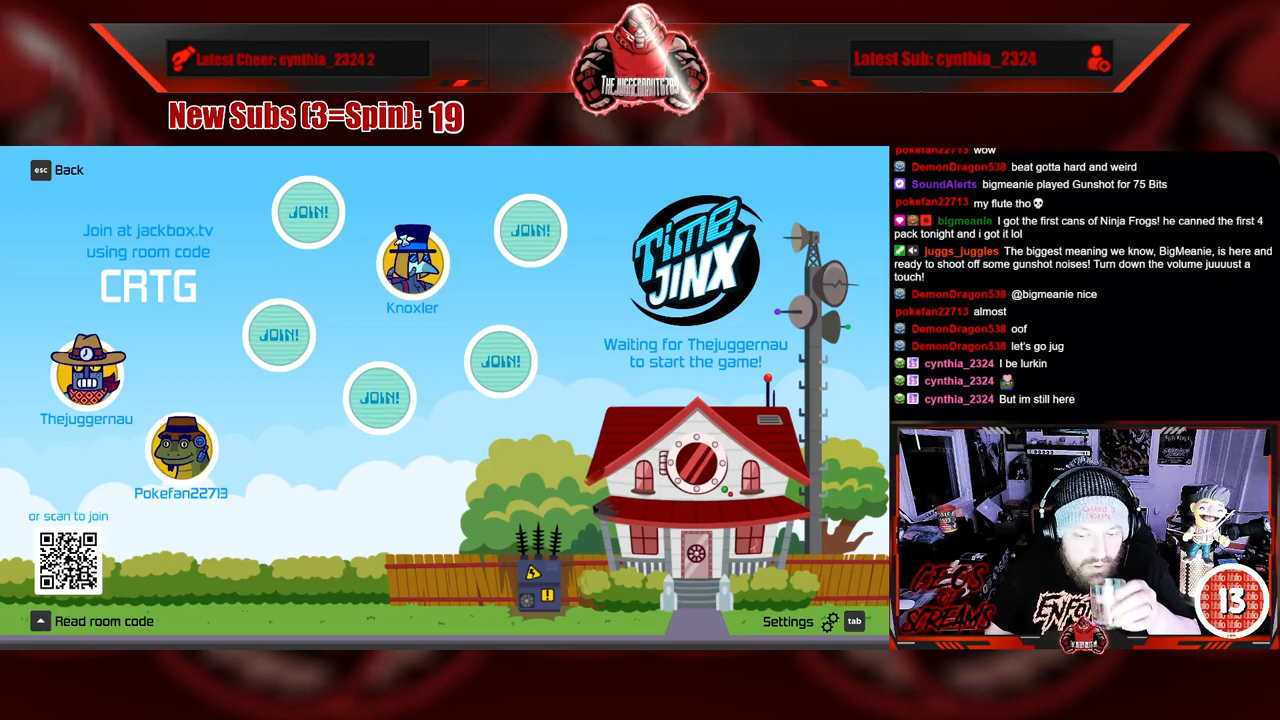 Latest Cheer: cynthia_2324 2
THEJUGGERNAUT6789
Latest Sub: cynthia_2324
New Subs (3=Spin): 19
esc Back
Join at jackbox.tv
using room code
CRTG
JOIN!
JOIN!
Knoxler
JOIN!
JOIN!
JOIN!
Thejuggernau
Pokefan22713
or scan to join
Read room code
TIME
JINX
Waiting for Thejuggernau
to start the game!
Settings tab
pokefan22713 wow
DemonDragon538 beat gotta hard and weird
SoundAlerts bigmeanie played Gunshot for 75 Bits
pokefan22713 my flute tho💀
bigmeanie I got the first cans of Ninja Frogs! he canned the first 4
pack tonight and i got it lol
juggs_juggles The biggest meaning we know, BigMeanie, is here and
ready to shoot off some gunshot noises! Turn down the volume juuuust a
touch!
DemonDragon538 @bigmeanie nice
pokefan22713 almost
DemonDragon538 oof
DemonDragon538 let's go jug
cynthia_2324 I be lurkin
cynthia_2324
cynthia_2324 But im still here
SCREAMS
13